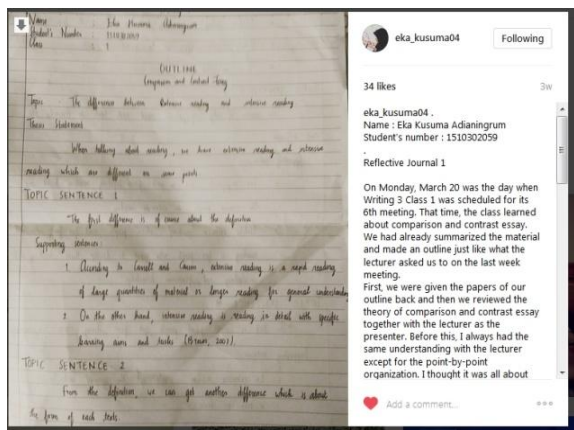 Name : Eka Kusuma Adianingrum
Student's Number :
Class : 1
OUTLINE
Comparison and Contrast Essay
Topic : The difference between Extensive reading and intensive reading
Thesis Statement
When talking about reading, we have extensive reading and intensive
reading which are different on some points
TOPIC SENTENCE 1
The first difference is of course about the definition
Supporting sentences
1 According to Carrell and Carson, extensive reading is a rapid reading
of large quantities of material or longer reading for general understanding
2 On the other hand, intensive reading is reading in detail with specific
learning aims and tasks (Brown, ).
TOPIC SENTENCE 2
From the definition, we can get another difference which is about
the form of each texts.
eka_kusuma04
Following
34 likes
3w
eka_kusuma04 .
Name : Eka Kusuma Adianingrum
Student's number : 1510302059
.
Reflective Journal 1
On Monday, March 20 was the day when
Writing 3 Class 1 was scheduled for its
6th meeting. That time, the class learned
about comparison and contrast essay.
We had already summarized the material
and made an outline just like what the
lecturer asked us to on the last week
meeting.
First, we were given the papers of our
outline back and then we reviewed the
theory of comparison and contrast essay
together with the lecturer as the
presenter. Before this, I always had the
same understanding with the lecturer
except for the point-by-point
organization. I thought it was all about
Add a comment...